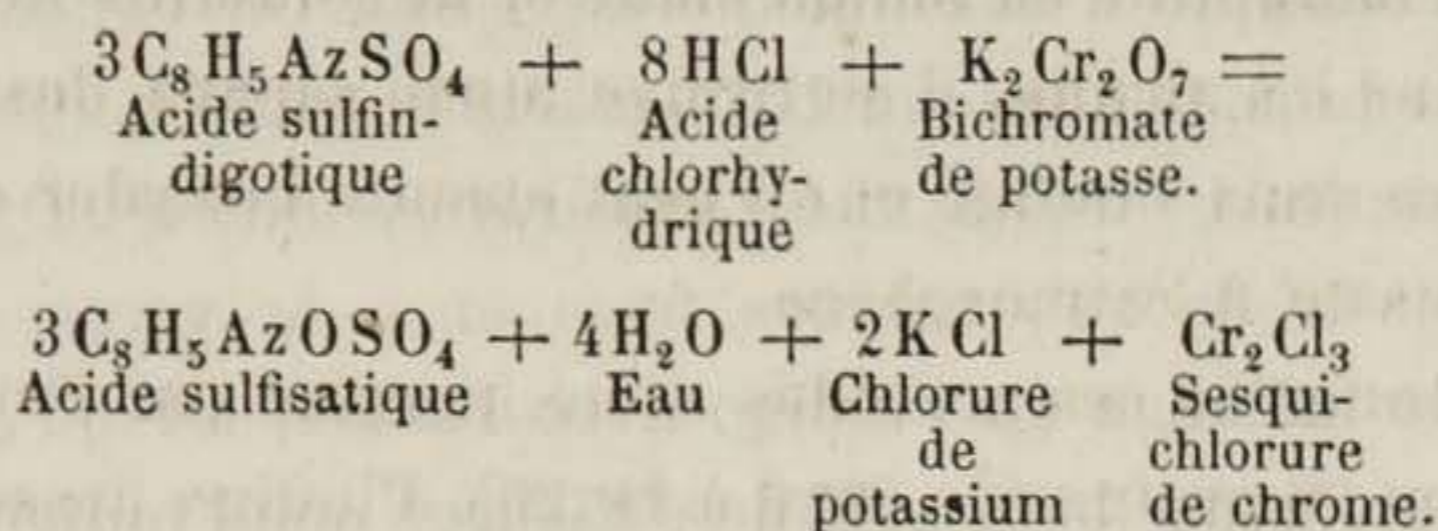 3 C₈ H₅ Az S O₄ + 8 H Cl + K₂ Cr₂ O₇ =
Acide sulfin- Acide Bichromate
digotique chlorhy- de potasse.
drique
3 C₈ H₅ Az O S O₄ + 4 H₂ O + 2 K Cl + Cr₂ Cl₃
Acide sulfisatique Eau Chlorure Sesqui-
de chlorure
potassium de chrome.